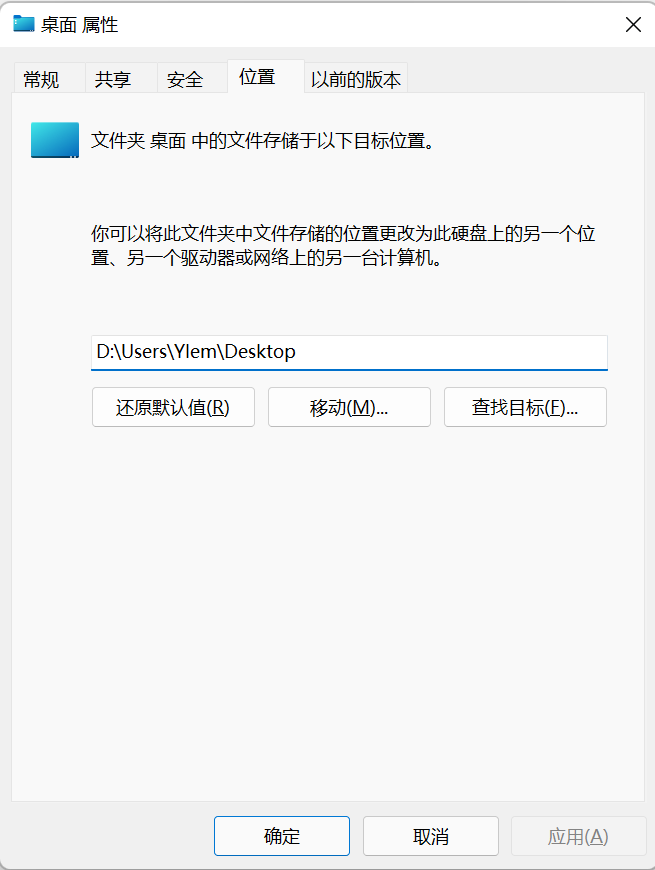 桌面 属性
常规 共享 安全 位置 以前的版本
文件夹 桌面 中的文件存储于以下目标位置。
你可以将此文件夹中文件存储的位置更改为此硬盘上的另一个位
置、另一个驱动器或网络上的另一台计算机。
D:\Users\Ylem\Desktop
还原默认值(R) 移动(M)... 查找目标(F)...
确定 取消 应用(A)